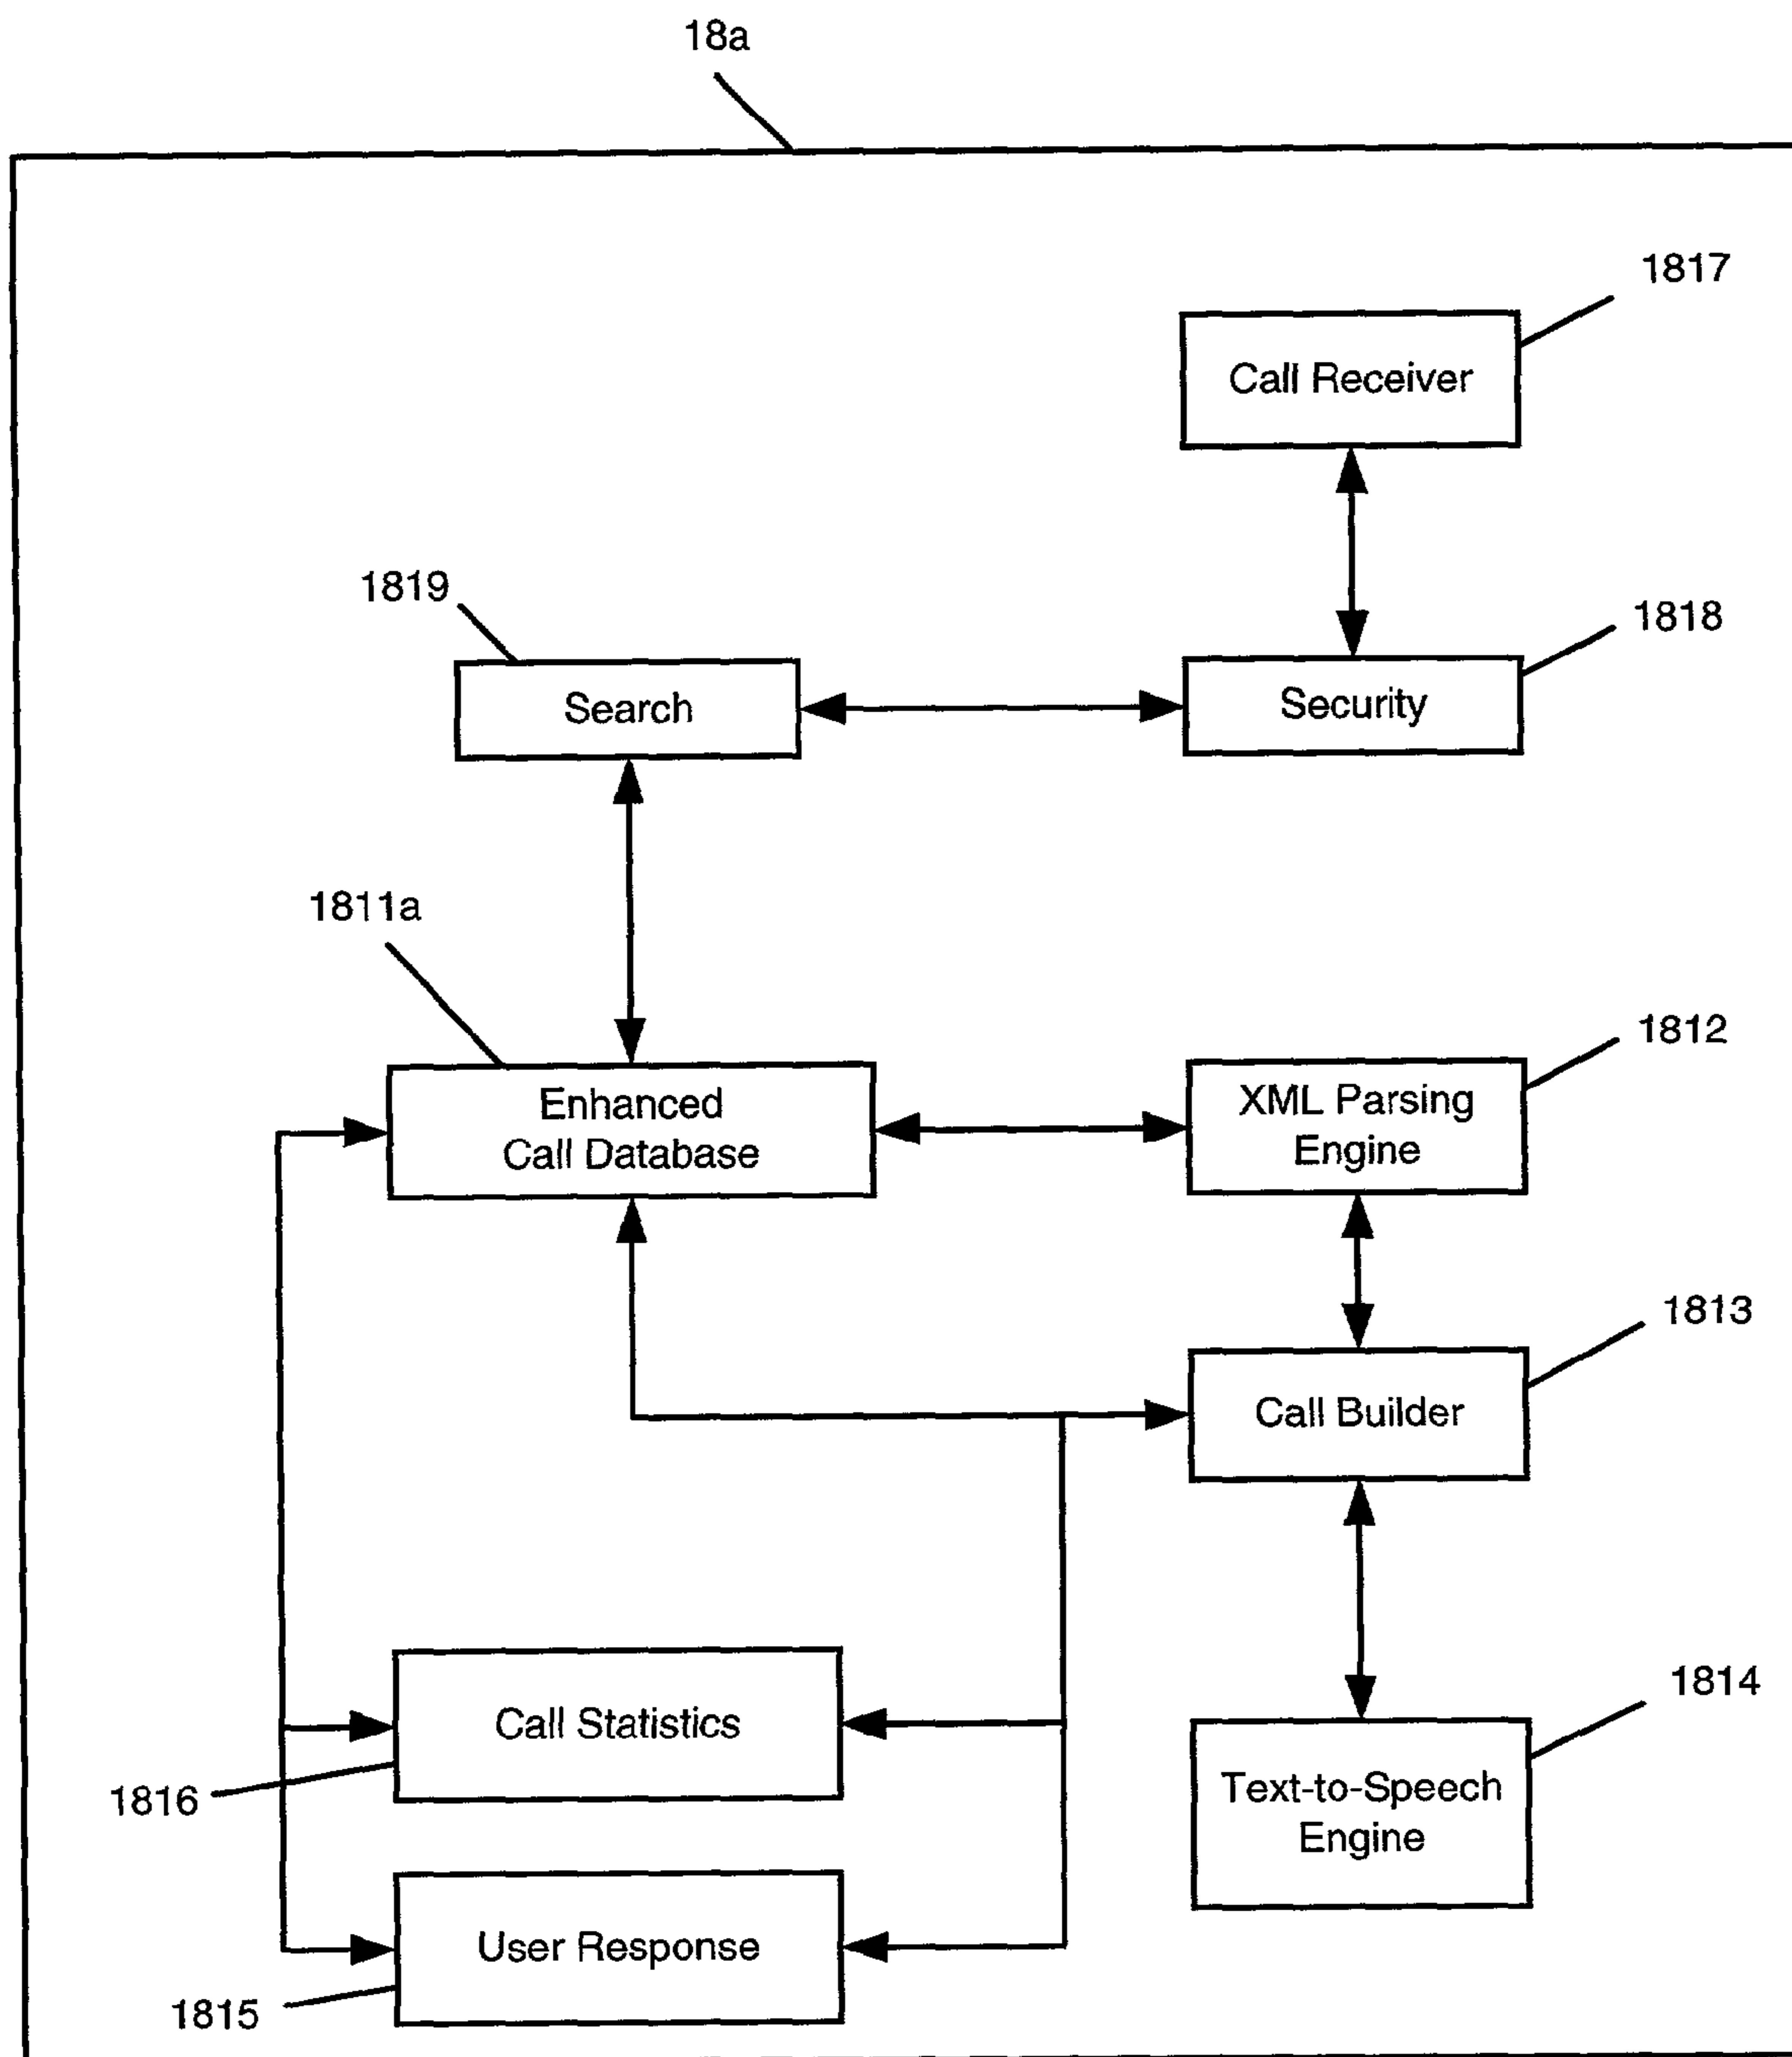 18a
1817
Call Receiver
1819
1818
Search
Security
1811a
1812
Enhanced
Call Database
XML Parsing
Engine
1813
Call Builder
1814
Call Statistics
1816
Text-to-Speech
Engine
User Response
1815